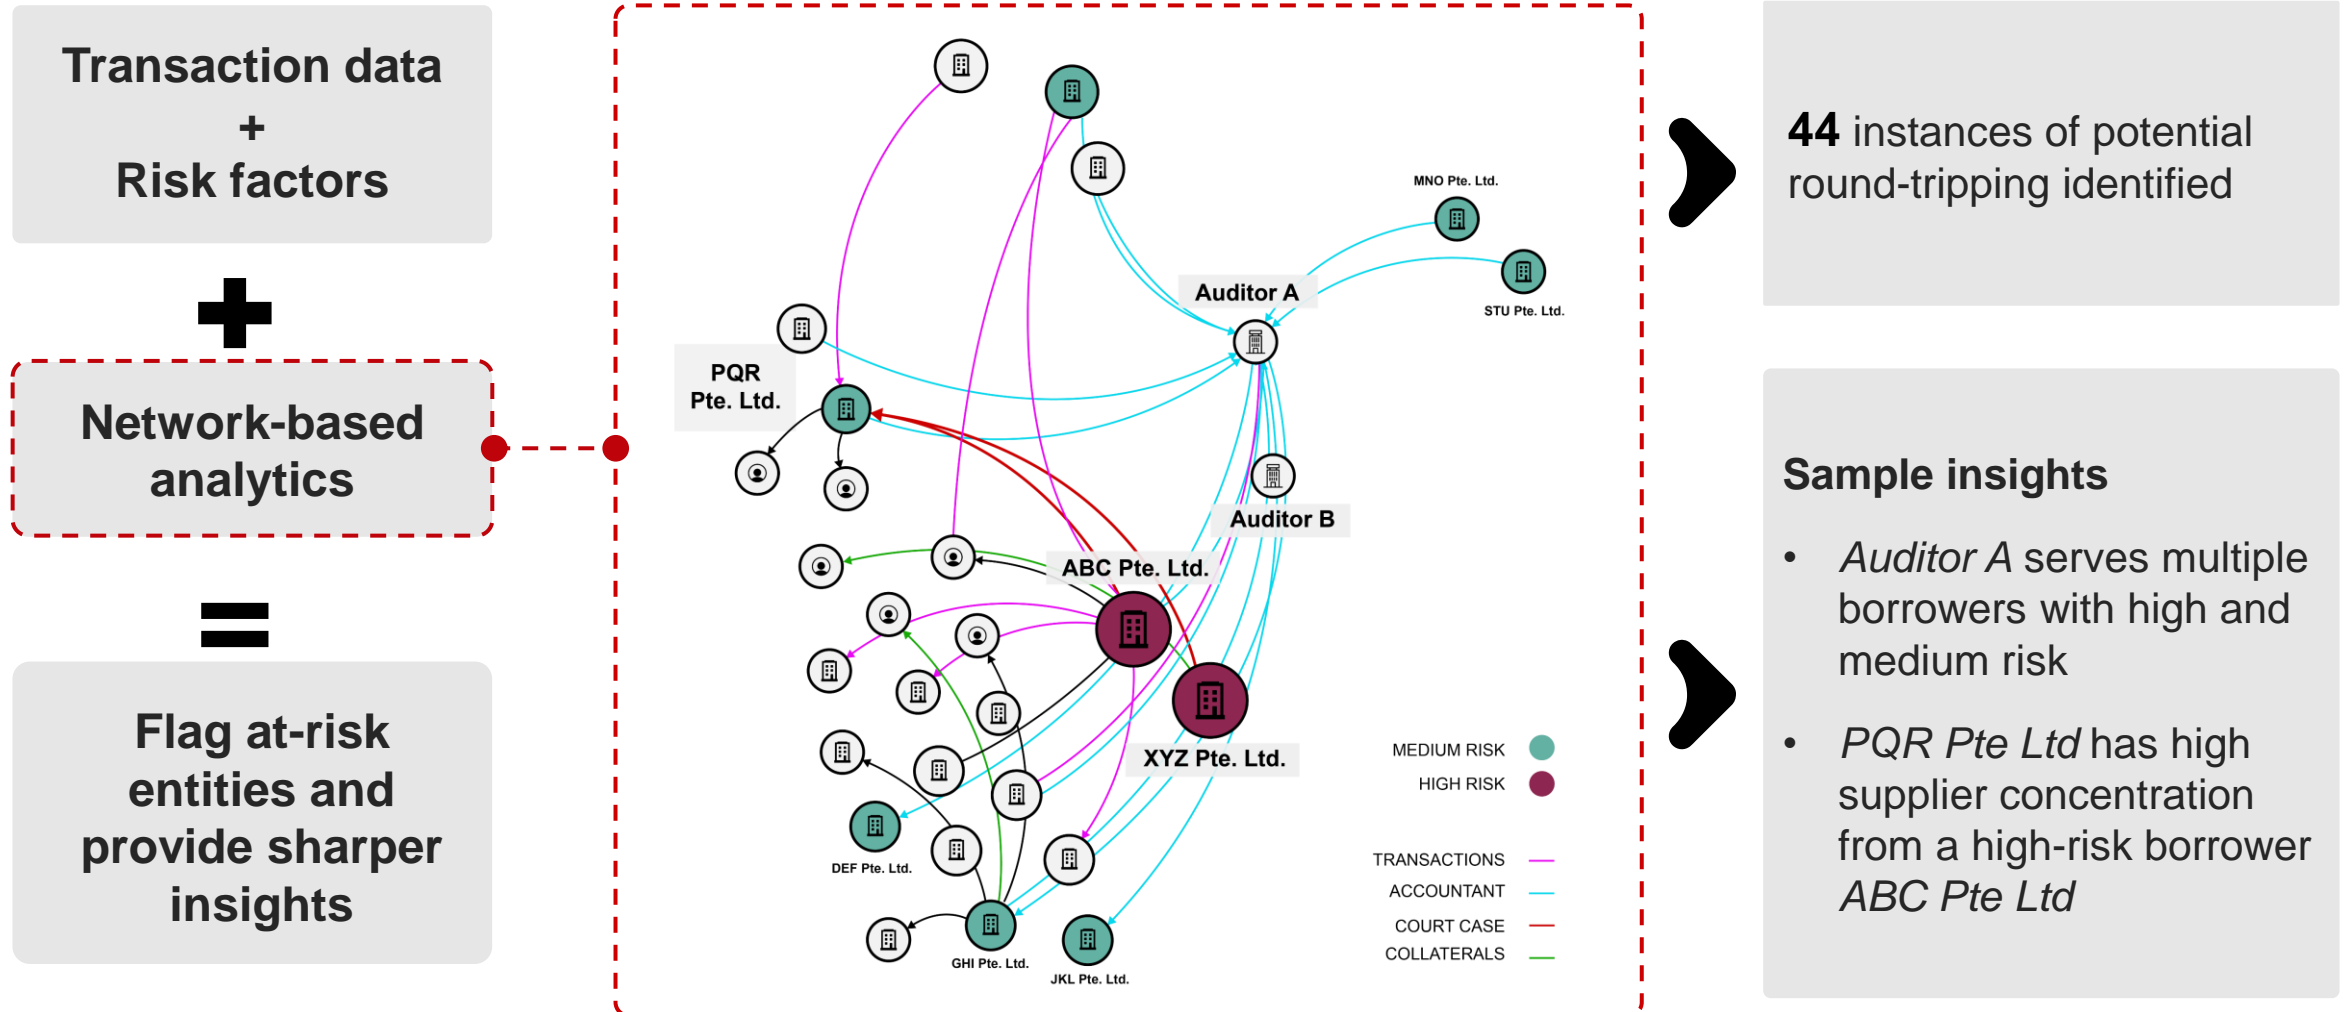 Transaction data
+
Risk factors
Network-based
analytics
Flag at-risk
entities and
provide sharper
insights
MNO Pte. Ltd.
STU Pte. Ltd.
Auditor A
PQR
Pte. Ltd.
Auditor B
ABC Pte. Ltd.
XYZ Pte. Ltd.
DEF Pte. Ltd.
GHI Pte. Ltd.
JKL Pte. Ltd.
MEDIUM RISK
HIGH RISK
TRANSACTIONS
ACCOUNTANT
COURT CASE
COLLATERALS
44 instances of potential
round-tripping identified
Sample insights
• Auditor A serves multiple
borrowers with high and
medium risk
• PQR Pte Ltd has high
supplier concentration
from a high-risk borrower
ABC Pte Ltd